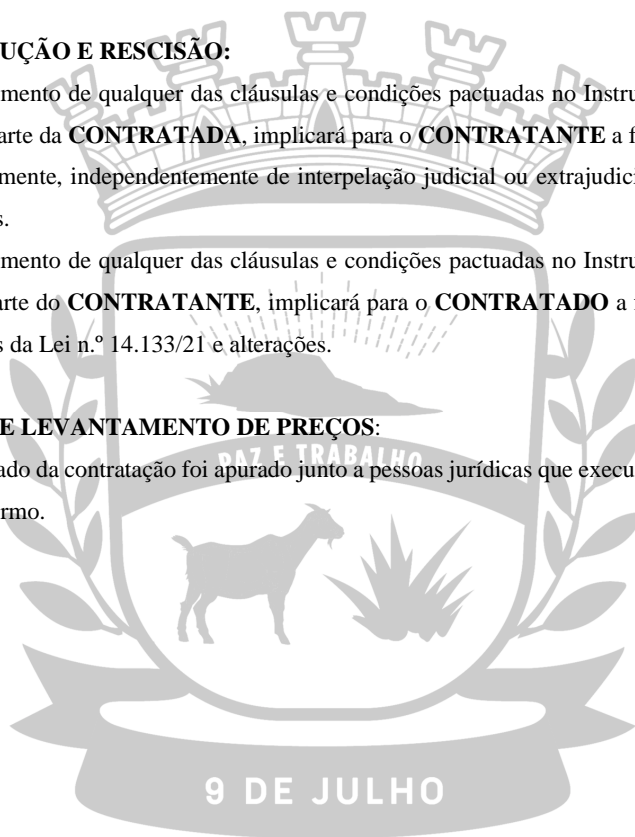 UÇÃO E RESCISÃO:
mento de qualquer das cláusulas e condições pactuadas no Instru
arte da CONTRATADA, implicará para o CONTRATANTE a f
mente, independentemente de interpelação judicial ou extrajudici
s.
mento de qualquer das cláusulas e condições pactuadas no Instru
arte do CONTRATANTE, implicará para o CONTRATADO a
s da Lei n.º 14.133/21 e alterações.
E LEVANTAMENTO DE PREÇOS:
ado da contratação foi apurado junto a pessoas jurídicas que execu
PAZ E TRABALHO
rmo.
9 DE JULHO